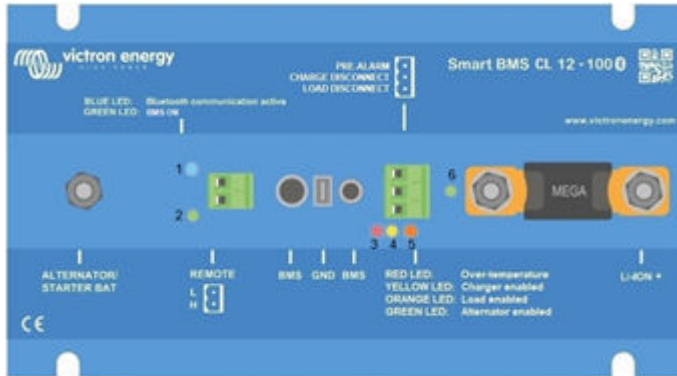 victron energy
BLUE POWER
PRE-ALARM
CHARGE DISCONNECT
LOAD DISCONNECT
Smart BMS CL 12-100
BLUE LED: Bluetooth communication active
GREEN LED: BMS ON
www.victronenergy.com
1
2
3
4
5
6
MEGA
ALTERNATOR/
STARTER BAT
REMOTE
L
H
BMS
GND
BMS
RED LED: Over-temperature
YELLOW LED: Charger enabled
ORANGE LED: Load enabled
GREEN LED: Alternator enabled
Li-ION +
CE